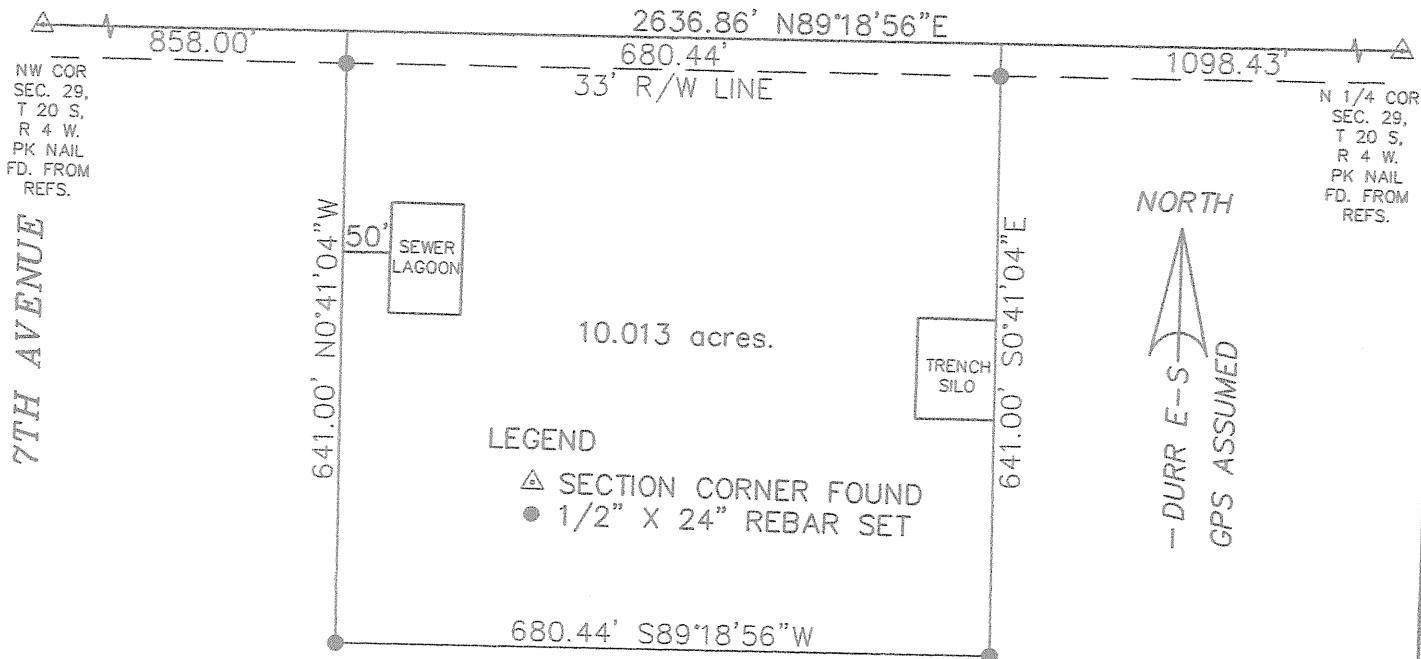 2636.86' N89°18'56"E
858.00'
680.44'
1098.43'
33' R/W LINE
NW COR
SEC. 29,
T 20 S,
R 4 W.
PK NAIL
FD. FROM
REFS.
N 1/4 COR
SEC. 29,
T 20 S,
R 4 W.
PK NAIL
FD. FROM
REFS.
7TH AVENUE
641.00' N0°41'04"W
50'
SEWER
LAGOON
10.013 acres.
TRENCH
SILO
641.00' S0°41'04"E
NORTH
-DURR E-S-
GPS ASSUMED
LEGEND
SECTION CORNER FOUND
1/2" X 24" REBAR SET
680.44' S89°18'56"W